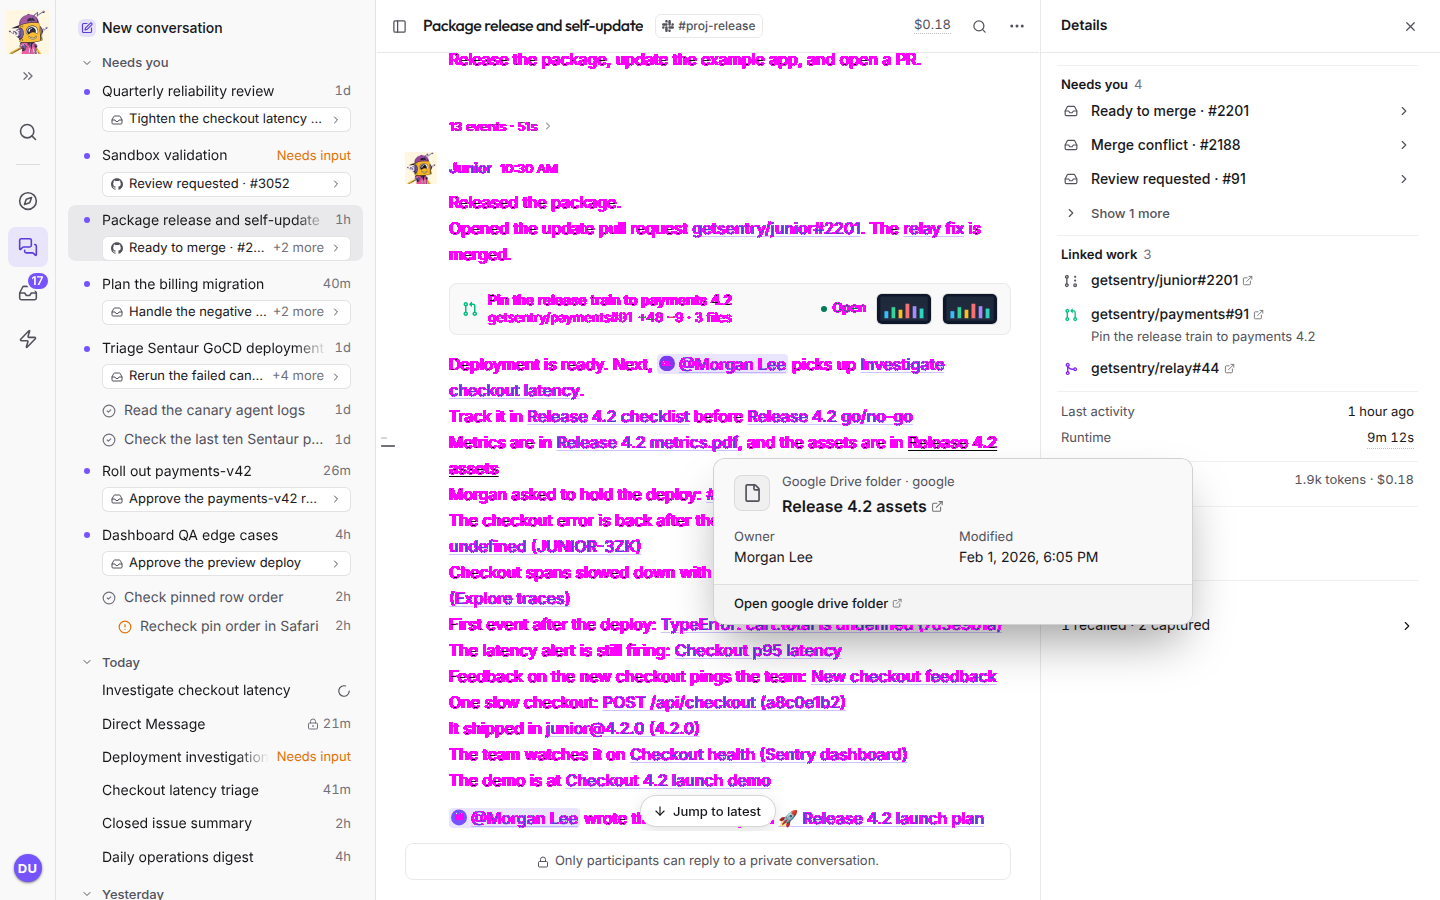 New conversation
Needs you
Quarterly reliability review 1d
Tighten the checkout latency ...
Sandbox validation Needs input
Review requested · #3052
Package release and self-update 1h
Ready to merge · #2... +2 more
Plan the billing migration 40m
Handle the negative ... +2 more
Triage Sentaur GoCD deployment 1d
Rerun the failed can... +4 more
Read the canary agent logs 1d
Check the last ten Sentaur p... 1d
Roll out payments-v42 26m
Approve the payments-v42 r...
Dashboard QA edge cases 4h
Approve the preview deploy
Check pinned row order 2h
Recheck pin order in Safari 2h
Today
Investigate checkout latency
Direct Message 21m
Deployment investigation Needs input
Checkout latency triage 41m
Closed issue summary 2h
Daily operations digest 4h
Yesterday
17
DU
Package release and self-update #proj-release $0.18
Release the package, update the example app, and open a PR.
13 events · 51s
Junior 10:30 AM
Released the package.
Opened the update pull request getsentry/junior#2201. The relay fix is
merged.
Pin the release train to payments 4.2
getsentry/payments#91 +48 −9 · 3 files
Open
Deployment is ready. Next, @Morgan Lee picks up Investigate
checkout latency.
Track it in Release 4.2 checklist before Release 4.2 go/no-go
Metrics are in Release 4.2 metrics.pdf, and the assets are in Release 4.2
assets
Morgan asked to hold the deploy: #
The checkout error is back after the
undefined (JUNIOR-3ZK)
Checkout spans slowed down with
(Explore traces)
First event after the deploy: TypeError: cart.total is undefined
The latency alert is still firing: Checkout p95 latency
Feedback on the new checkout pings the team: New checkout feedback
One slow checkout: POST /api/checkout (a8c0e1b2)
It shipped in junior@4.2.0 (4.2.0)
The team watches it on Checkout health (Sentry dashboard)
The demo is at Checkout 4.2 launch demo
@Morgan Lee wrote 🚀 Release 4.2 launch plan
Jump to latest
Only participants can reply to a private conversation.
Google Drive folder · google
Release 4.2 assets
Owner Modified
Morgan Lee Feb 1, 2026, 6:05 PM
Open google drive folder
Details
Needs you 4
Ready to merge · #2201
Merge conflict · #2188
Review requested · #91
Show 1 more
Linked work 3
getsentry/junior#2201
getsentry/payments#91
Pin the release train to payments 4.2
getsentry/relay#44
Last activity 1 hour ago
Runtime 9m 12s
1.9k tokens · $0.18
1 recalled · 2 captured